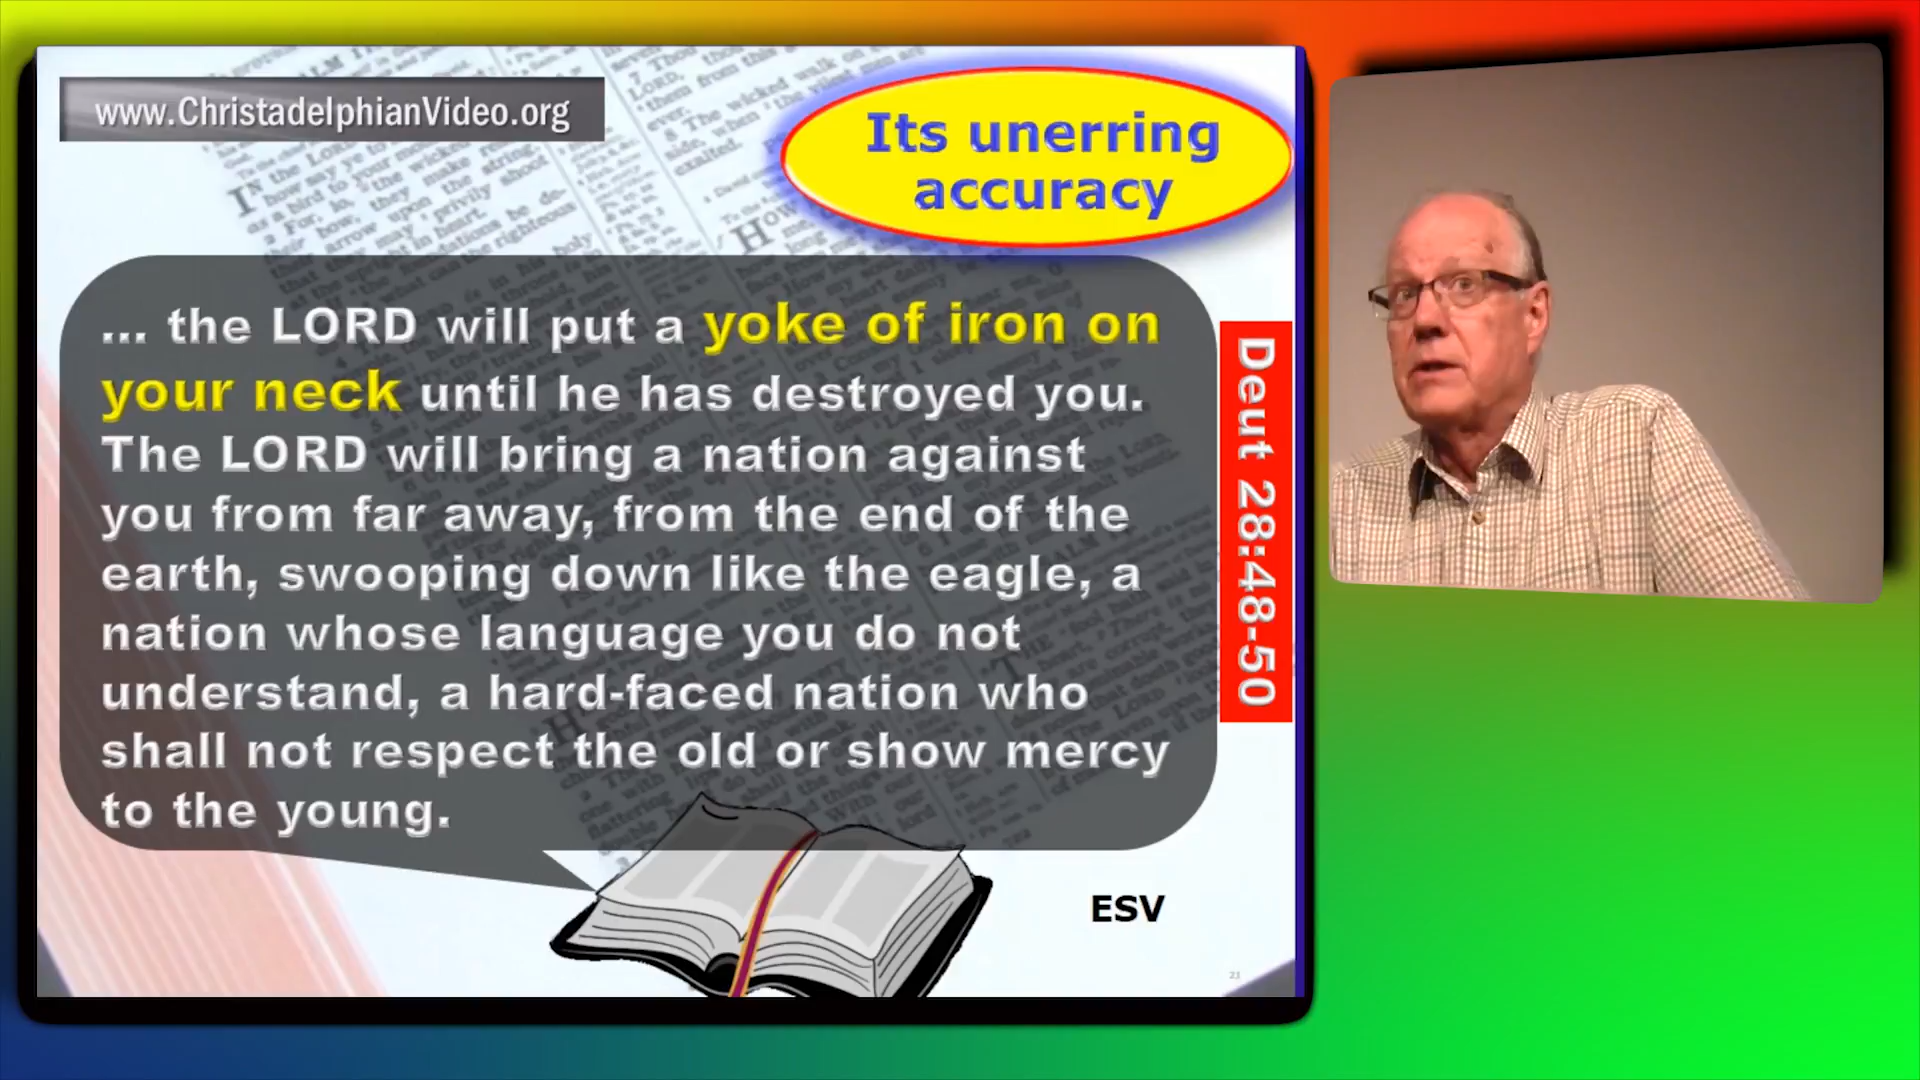 www.ChristadelphianVideo.org
Its unerring
accuracy
... the LORD will put a yoke of iron on
your neck until he has destroyed you.
The LORD will bring a nation against
you from far away, from the end of the
earth, swooping down like the eagle, a
nation whose language you do not
understand, a hard-faced nation who
shall not respect the old or show mercy
to the young.
Deut 28:48-50
ESV